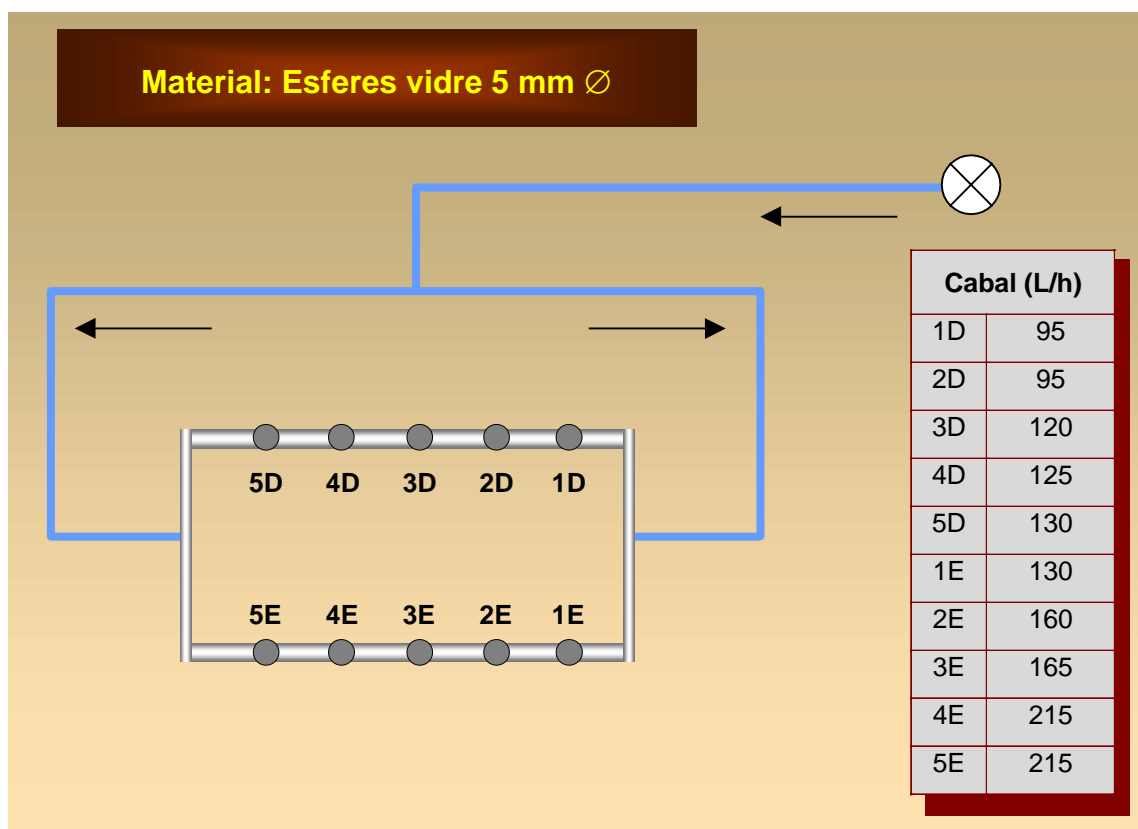 Material: Esferes vidre 5 mm ∅
Cabal (L/h)
1D 95
2D 95
3D 120
4D 125
5D 130
1E 130
2E 160
3E 165
4E 215
5E 215
5D 4D 3D 2D 1D
5E 4E 3E 2E 1E